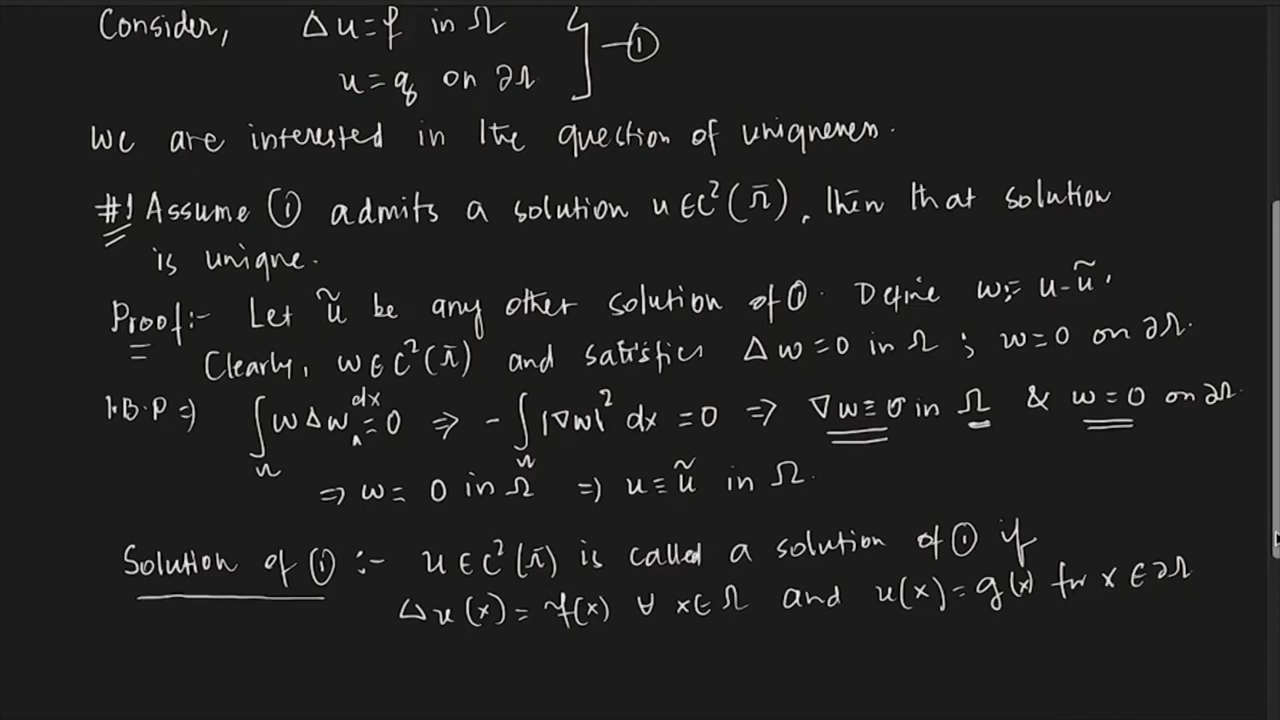 Consider, Δu = f in Ω
u = g on ∂Ω } — ①
We are interested in the question of uniqueness.
#1 Assume ① admits a solution u ∈ C²(Ω̄), then that solution
is unique.
Proof:- Let ũ be any other solution of ①. Define w := u - ũ.
Clearly, w ∈ C²(Ω̄) and satisfies Δw = 0 in Ω ; w = 0 on ∂Ω.
I.B.P ⇒) ∫_Ω w Δw dx = 0 ⇒ - ∫_Ω |∇w|² dx = 0 ⇒ ∇w ≡ 0 in Ω & w = 0 on ∂Ω.
⇒ w = 0 in Ω ⇒ u ≡ ũ in Ω.
Solution of ① :- u ∈ C²(Ω̄) is called a solution of ① if
Δu(x) = f(x) ∀ x ∈ Ω and u(x) = g(x) for x ∈ ∂Ω